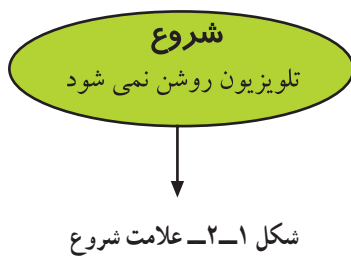 شروع
تلویزیون روشن نمی شود
شکل ۱ــ۲ــ علامت شروع